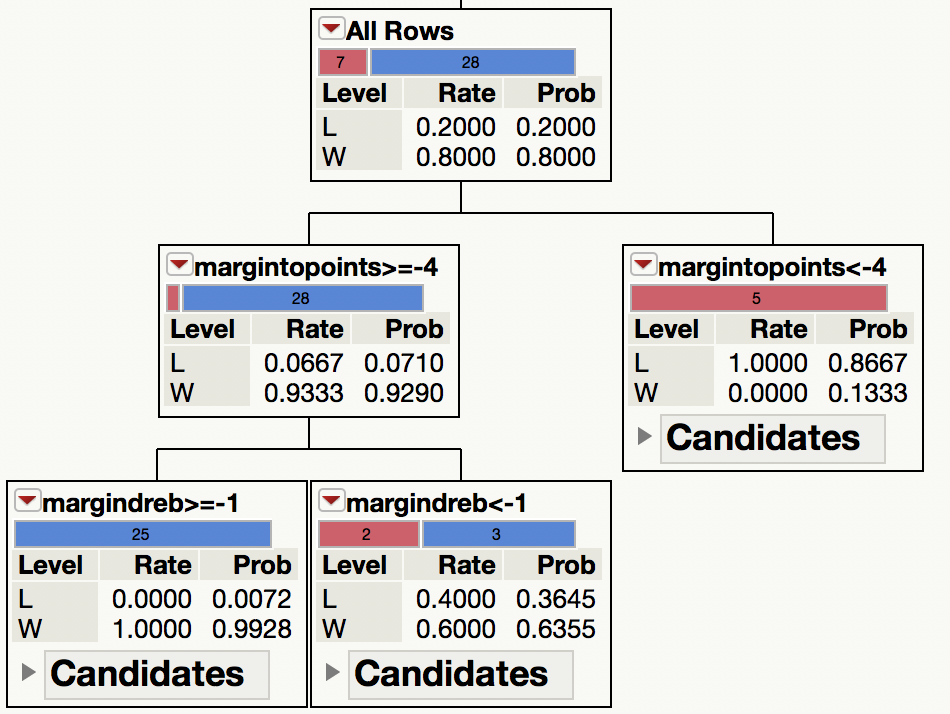 All Rows
7 28
Level Rate Prob
L 0.2000 0.2000
W 0.8000 0.8000
margintopoints>=-4
28
Level Rate Prob
L 0.0667 0.0710
W 0.9333 0.9290
margintopoints<-4
5
Level Rate Prob
L 1.0000 0.8667
W 0.0000 0.1333
Candidates
margindreb>=-1
25
Level Rate Prob
L 0.0000 0.0072
W 1.0000 0.9928
Candidates
margindreb<-1
2 3
Level Rate Prob
L 0.4000 0.3645
W 0.6000 0.6355
Candidates